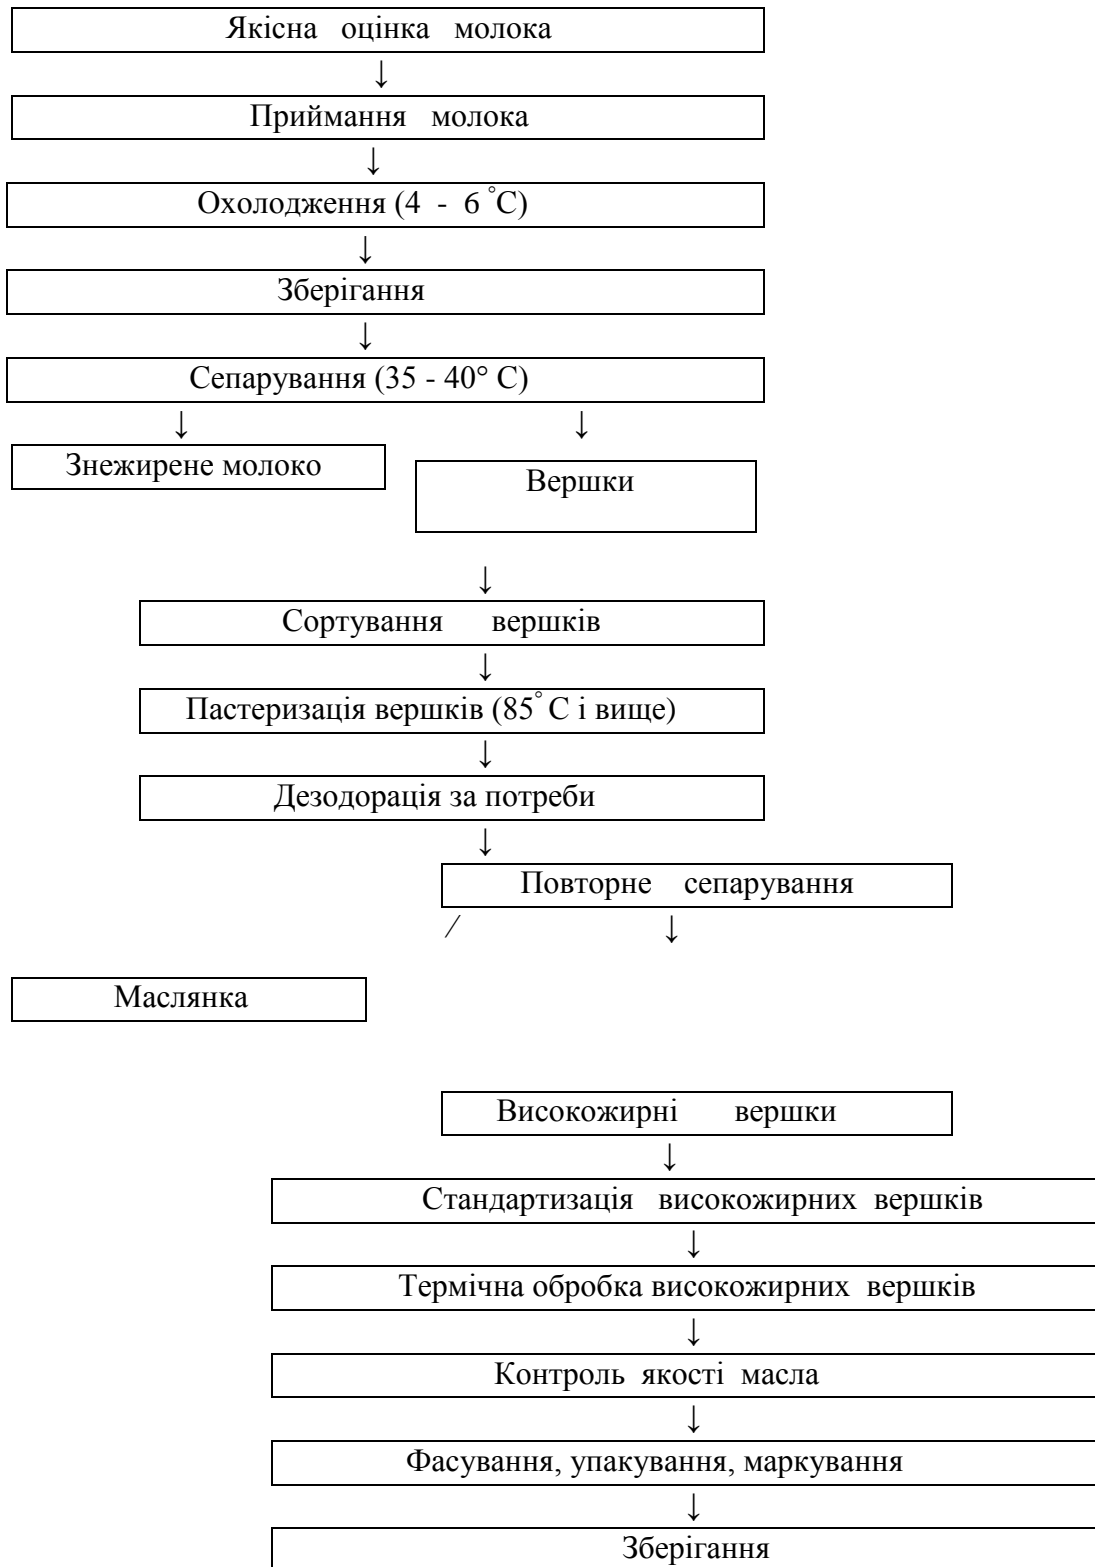 Якісна оцінка молока
↓
Приймання молока
↓
Охолодження (4 - 6 °С)
↓
Зберігання
↓
Сепарування (35 - 40° С)
↓ ↓
Знежирене молоко
Вершки
↓
Сортування вершків
↓
Пастеризація вершків (85° С і вище)
↓
Дезодорація за потреби
↓
Повторне сепарування
/ ↓
Маслянка
Високожирні вершки
↓
Стандартизація високожирних вершків
↓
Термічна обробка високожирних вершків
↓
Контроль якості масла
↓
Фасування, упакування, маркування
↓
Зберігання